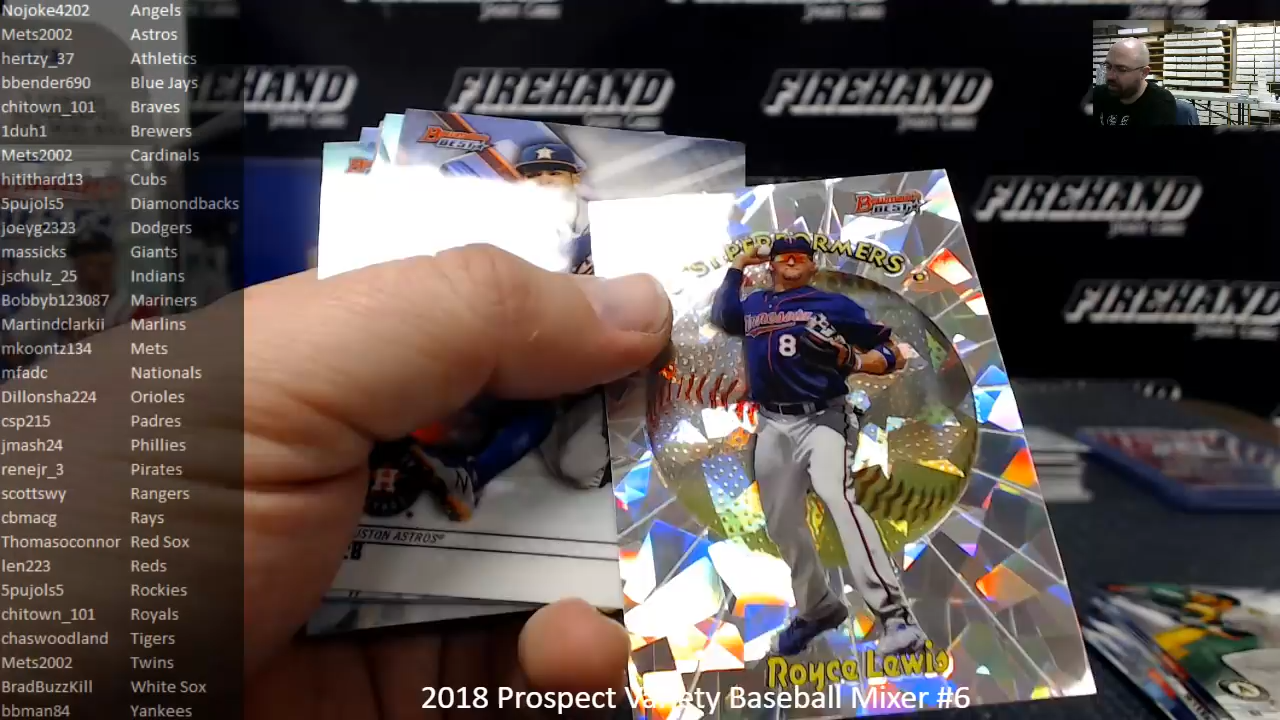 Nojoke4202 Angels
Mets2002 Astros
hertzy_37 Athletics
bbender690 Blue Jays
chitown_101 Braves
1duh1 Brewers
Mets2002 Cardinals
hitithard13 Cubs
5pujols5 Diamondbacks
joeyg2323 Dodgers
massicks Giants
jschulz_25 Indians
Bobbyb123087 Mariners
Martindclarkii Marlins
mkoontz134 Mets
mfadc Nationals
Dillonsha224 Orioles
csp215 Padres
jmash24 Phillies
renejr_3 Pirates
scottswy Rangers
cbmacg Rays
Thomasoconnor Red Sox
len223 Reds
5pujols5 Rockies
chitown_101 Royals
chaswoodland Tigers
Mets2002 Twins
BradBuzzKill White Sox
bbman84 Yankees
FIREHAND
FIREHAND
FIREHAND
FIREHAND
Bowman's BEST
Bowman's BEST
ST PERFORMERS
Minnesota
8
Royce Lewis
USTON ASTROS
2018 Prospect Variety Baseball Mixer #6